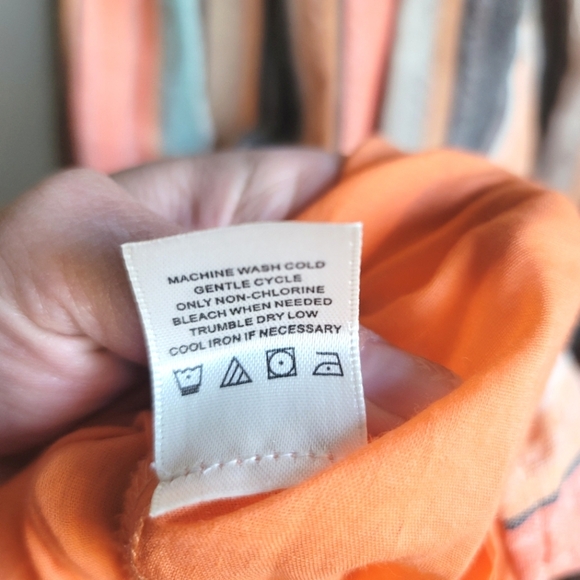 MACHINE WASH COLD
GENTLE CYCLE
ONLY NON-CHLORINE
BLEACH WHEN NEEDED
TRUMBLE DRY LOW
COOL IRON IF NECESSARY